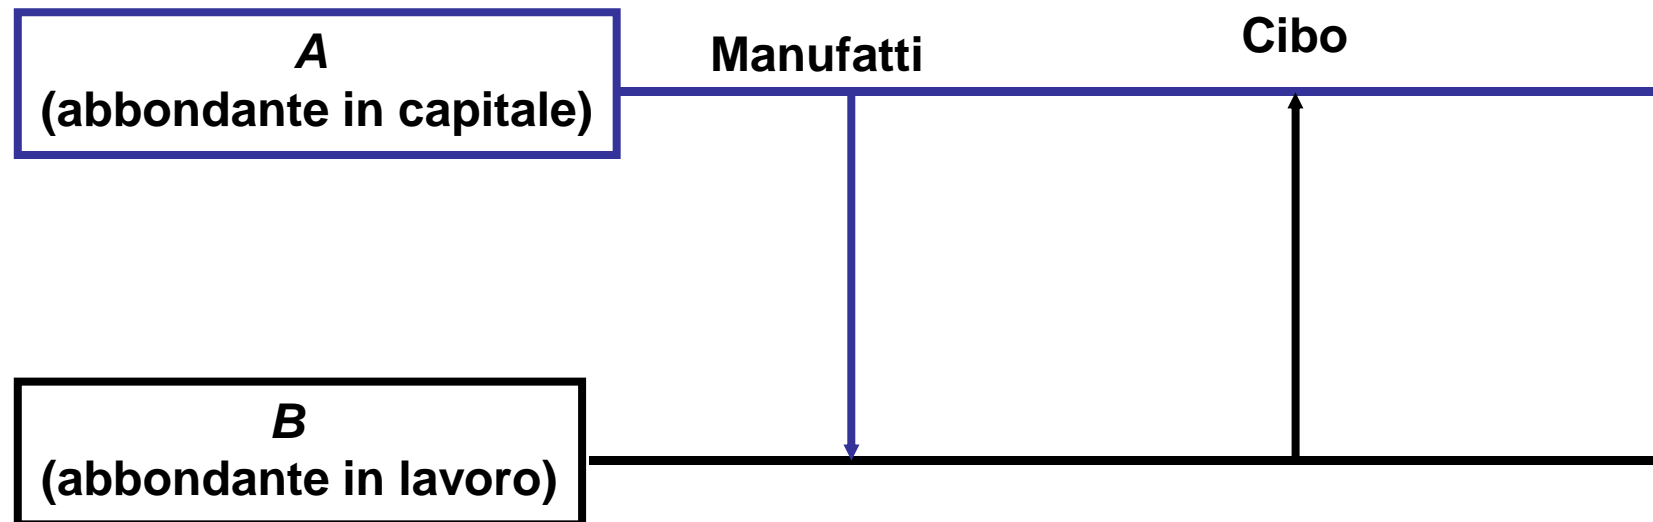 A
(abbondante in capitale)
Manufatti
Cibo
B
(abbondante in lavoro)